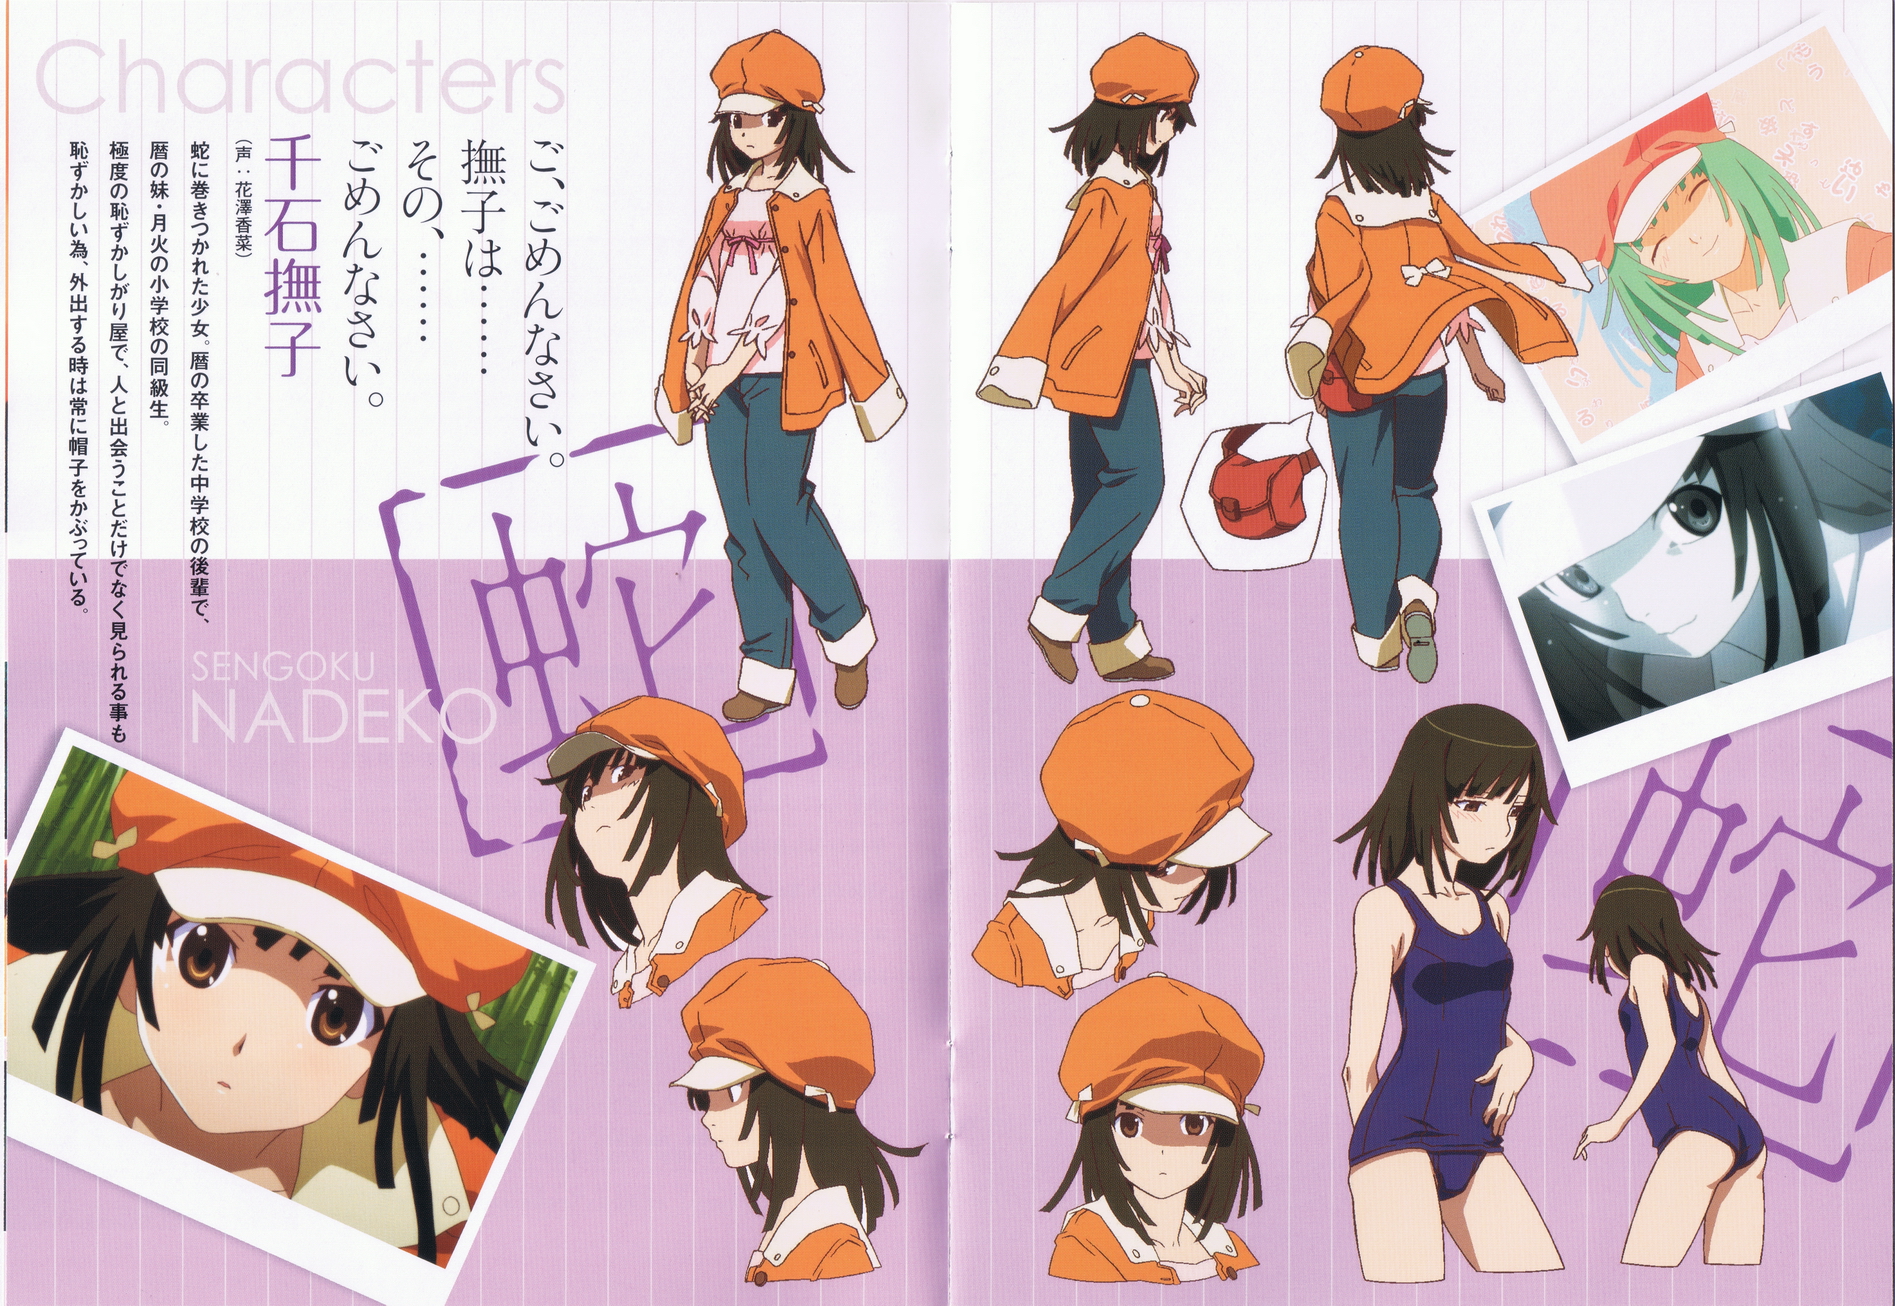 Characters
ご、ごめんなさい。
撫子は……
その、……
ごめんなさい。
千石撫子
（声：花澤香菜）
蛇に巻きつかれた少女。暦の卒業した中学校の後輩で、
暦の妹・月火の小学校の同級生。
極度の恥ずかしがり屋で、人と出会うことだけでなく見られる事も
恥ずかしい為、外出する時は常に帽子をかぶっている。
SENGOKU
NADEKO
蛇
蛇